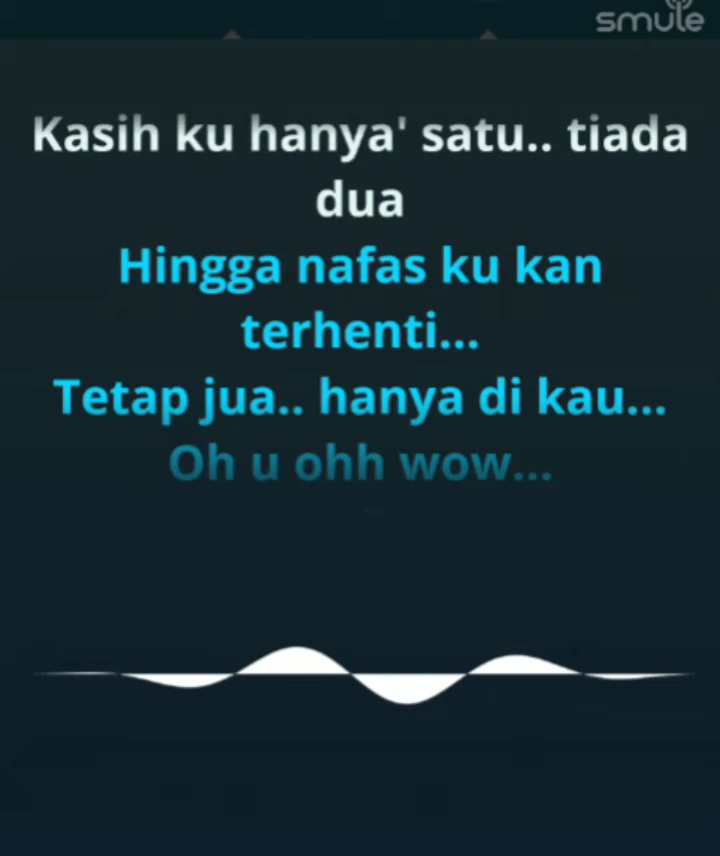 smule
Kasih ku hanya' satu.. tiada
dua
Hingga nafas ku kan
terhenti...
Tetap jua.. hanya di kau...
Oh u ohh wow...